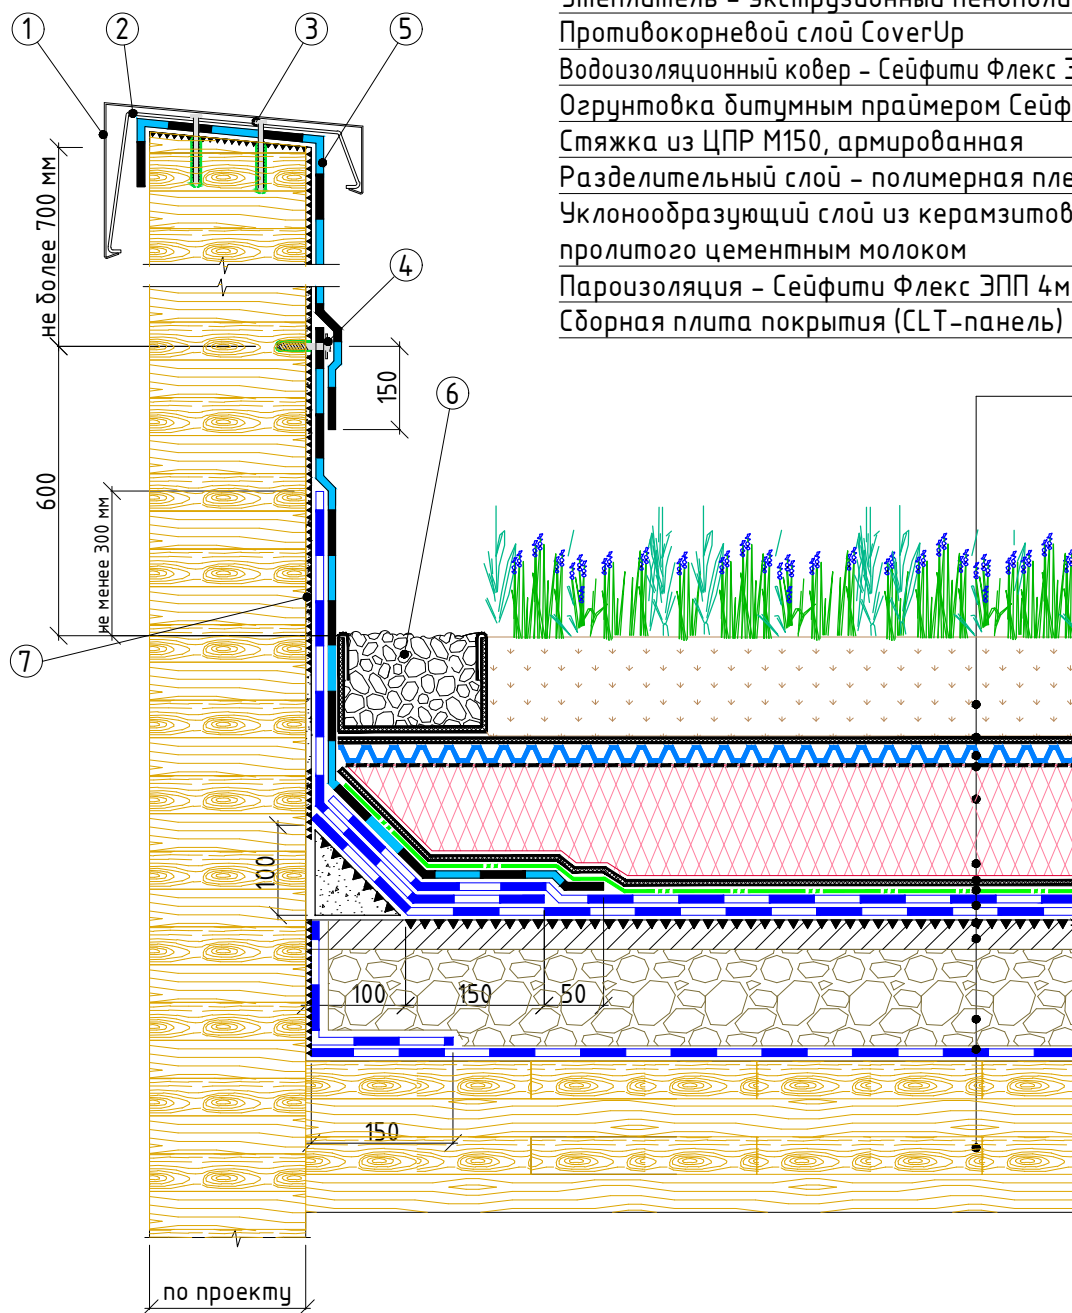 1
2
3
5
Утеплитель - экструзионный
Противокорневой слой CoverUp
Водоизоляционный ковер - Сейфити Флекс
Огрунтовка битумным праймером
Стяжка из ЦПР М150, армированная
Разделительный слой - полимерная
Уклонообразующий слой из
пролитого цементным молоком
Пароизоляция - Сейфити Флекс ЭПП 4м
Сборная плита покрытия (CLT-панель)
не более 700 мм
4
150
6
600
не менее 300 мм
7
100
100
150
50
150
по проекту